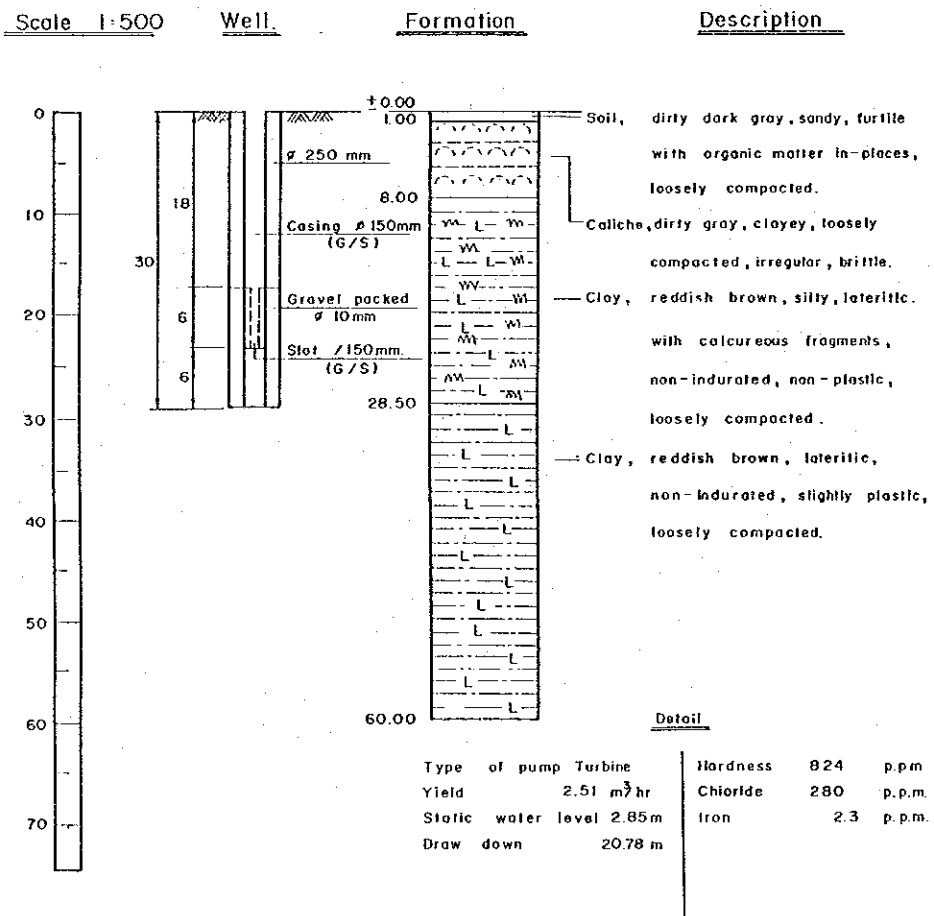 Scale 1:500 Well. Formation Description
±0.00
0
1.00
Soil, dirty dark gray, sandy, furtile
with organic matter in-places,
loosely compacted.
ø 250 mm
8.00
18
10
Casing ø 150mm
(G/S)
Caliche, dirty gray, clayey, loosely
compacted, irregular, brittle.
30
Gravel packed
ø 10mm
Clay, reddish brown, silty, lateritic.
with calcureous fragments,
non-indurated, non-plastic,
loosely compacted.
20
6
Slot /150mm.
(G/S)
6
28.50
30
Clay, reddish brown, lateritic,
non-indurated, slightly plastic,
loosely compacted.
40
50
60
60.00
70
L L L
L L L L
L L L L
L L L L
L L L L
L
Detail
Type of pump Turbine
Yield 2.51 m³/hr
Static water level 2.85m
Draw down 20.78 m
Hardness 824 p.p.m
Chloride 280 p.p.m.
Iron 2.3 p.p.m.